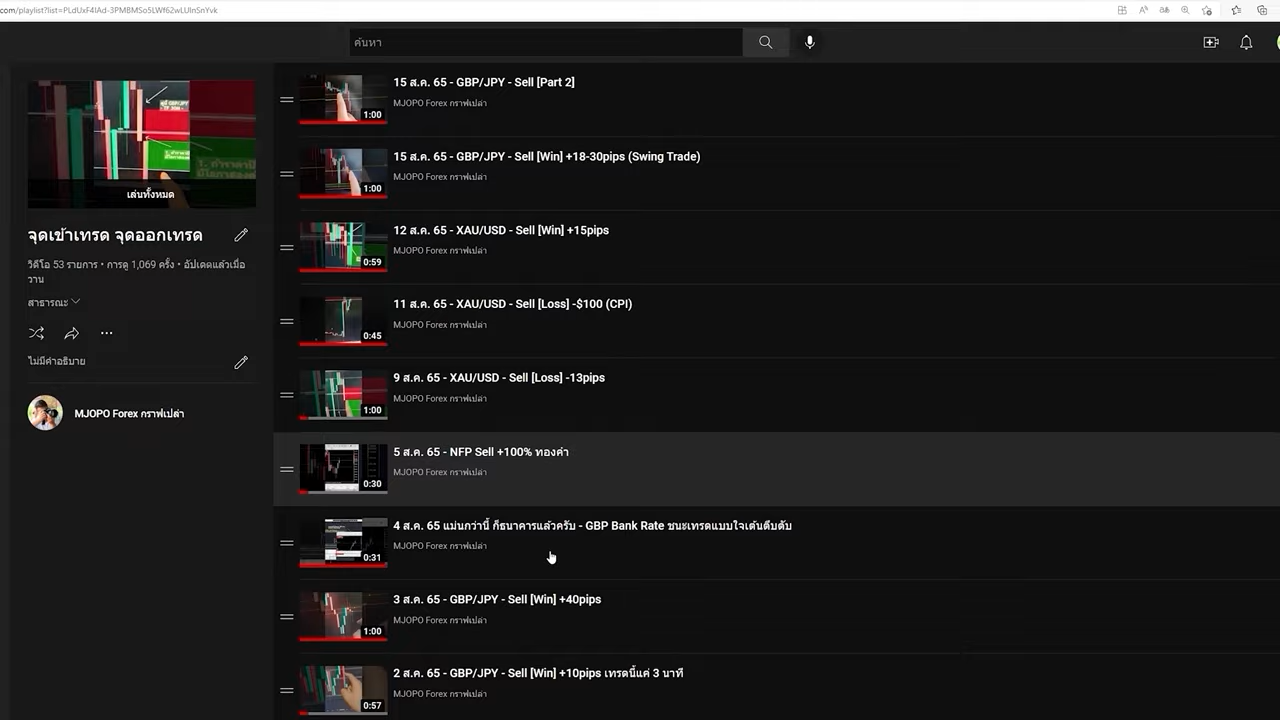 com/playlist?list=PLdUxF4IAd-3PMBMSo5LWf62wLUInSnYvk
ค้นหา
เล่นทั้งหมด
จุดเข้าเทรด จุดออกเทรด
วิดีโอ 53 รายการ • การดู 1,069 ครั้ง • อัปเดตแล้วเมื่อ
วาน
สาธารณะ
ไม่มีคำอธิบาย
MJOPO Forex กราฟเปล่า
15 ส.ค. 65 - GBP/JPY - Sell [Part 2]
MJOPO Forex กราฟเปล่า
1:00
15 ส.ค. 65 - GBP/JPY - Sell [Win] +18-30pips (Swing Trade)
MJOPO Forex กราฟเปล่า
1:00
12 ส.ค. 65 - XAU/USD - Sell [Win] +15pips
MJOPO Forex กราฟเปล่า
0:59
11 ส.ค. 65 - XAU/USD - Sell [Loss] -$100 (CPI)
MJOPO Forex กราฟเปล่า
0:45
9 ส.ค. 65 - XAU/USD - Sell [Loss] -13pips
MJOPO Forex กราฟเปล่า
1:00
5 ส.ค. 65 - NFP Sell +100% ทองคำ
MJOPO Forex กราฟเปล่า
0:30
4 ส.ค. 65 แม่นกว่านี้ ก็ธนาคารแล้วครับ - GBP Bank Rate ชนะเทรดแบบใจเต้นตึบตับ
MJOPO Forex กราฟเปล่า
0:31
3 ส.ค. 65 - GBP/JPY - Sell [Win] +40pips
MJOPO Forex กราฟเปล่า
1:00
2 ส.ค. 65 - GBP/JPY - Sell [Win] +10pips เทรดนี้แค่ 3 นาที
MJOPO Forex กราฟเปล่า
0:57